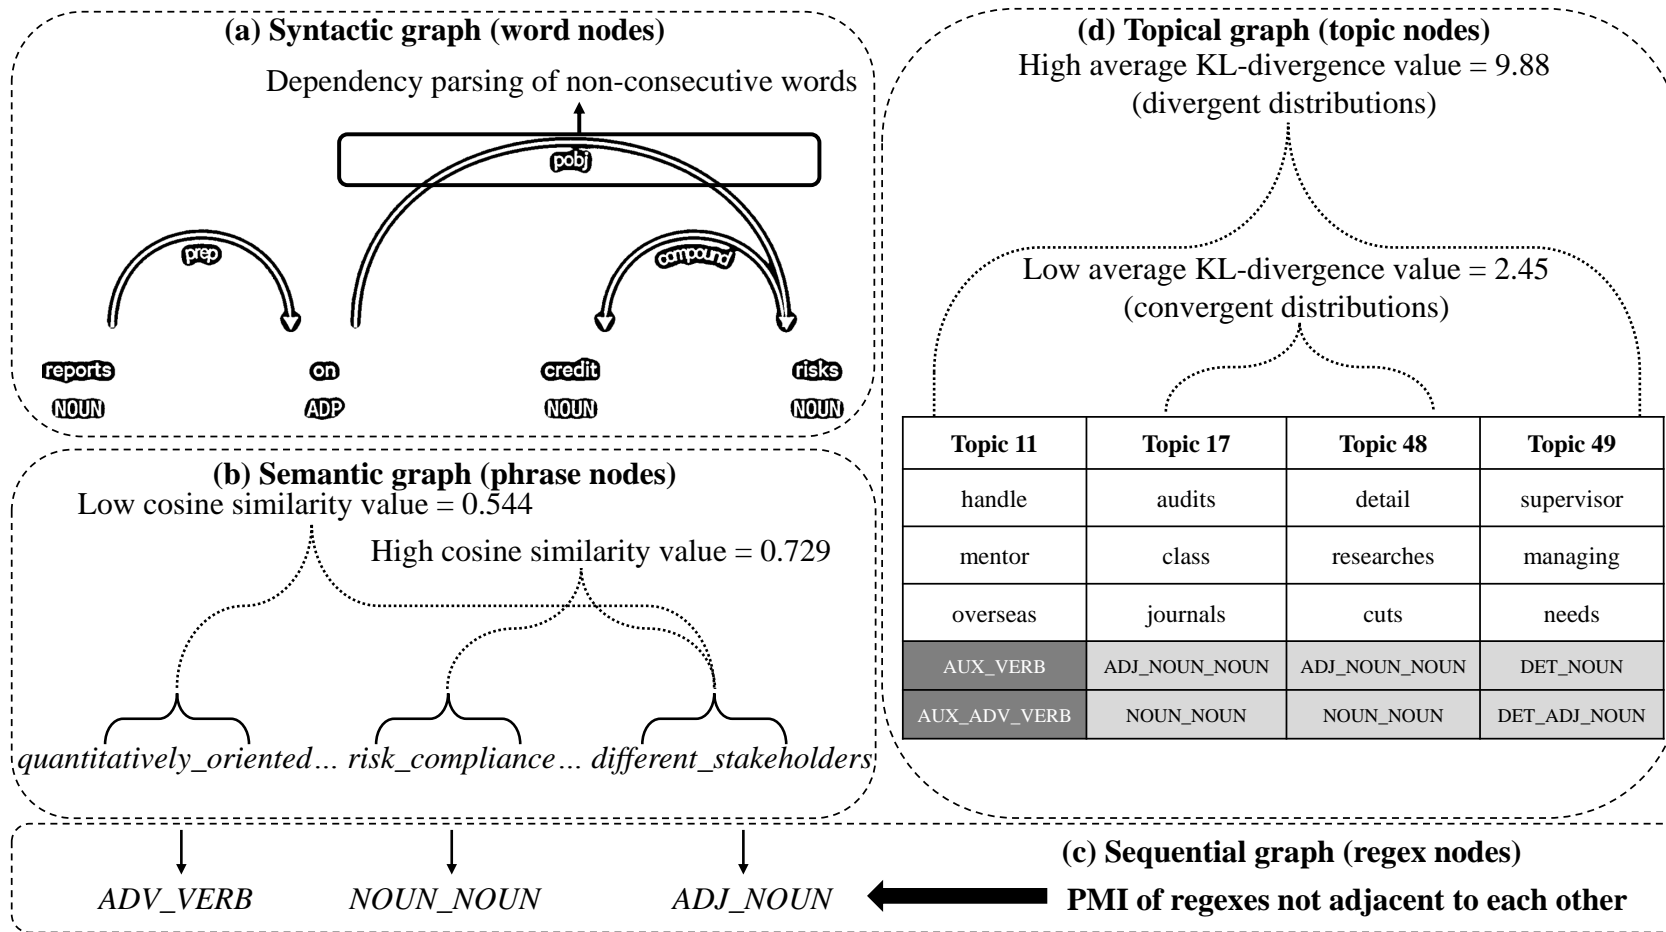 (a) Syntactic graph (word nodes)
Dependency parsing of non-consecutive words
pobj
prep
compound
reports on credit risks
NOUN ADP NOUN NOUN
(b) Semantic graph (phrase nodes)
Low cosine similarity value = 0.544
High cosine similarity value = 0.729
quantitatively_oriented... risk_compliance... different_stakeholders
(d) Topical graph (topic nodes)
High average KL-divergence value = 9.88
(divergent distributions)
Low average KL-divergence value = 2.45
(convergent distributions)
Topic 11 Topic 17 Topic 48 Topic 49
handle audits detail supervisor
mentor class researches managing
overseas journals cuts needs
AUX_VERB ADJ_NOUN_NOUN ADJ_NOUN_NOUN DET_NOUN
AUX_ADV_VERB NOUN_NOUN NOUN_NOUN DET_ADJ_NOUN
(c) Sequential graph (regex nodes)
ADV_VERB NOUN_NOUN ADJ_NOUN PMI of regexes not adjacent to each other